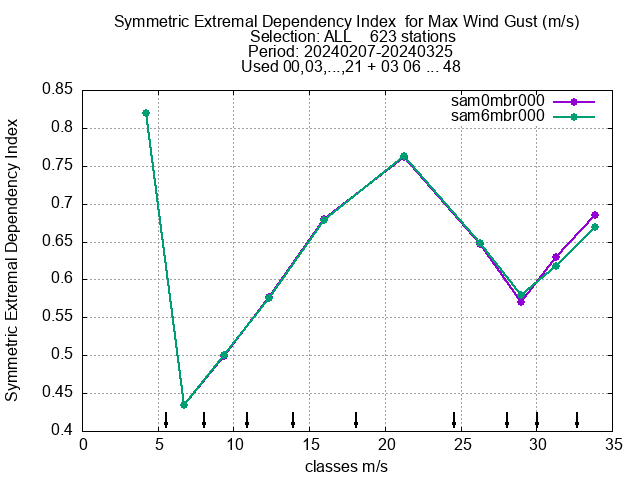 Symmetric Extremal Dependency Index  for Max Wind Gust (m/s)
Selection: ALL    623 stations
Period: 20240207-20240325
Used 00,03,...,21 + 03 06 ... 48
sam0mbr000
sam6mbr000
Symmetric Extremal Dependency Index
0.85
0.8
0.75
0.7
0.65
0.6
0.55
0.5
0.45
0.4
0 5 10 15 20 25 30 35
classes m/s